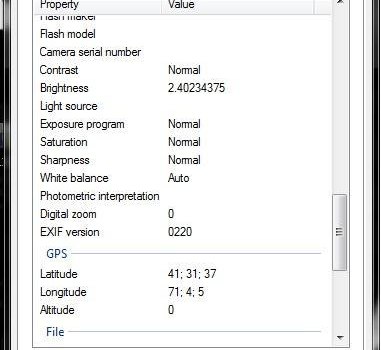 Property Value
Flash maker
Flash model
Camera serial number
Contrast Normal
Brightness 2.40234375
Light source
Exposure program Normal
Saturation Normal
Sharpness Normal
White balance Auto
Photometric interpretation
Digital zoom 0
EXIF version 0220
GPS
Latitude 41; 31; 37
Longitude 71; 4; 5
Altitude 0
File